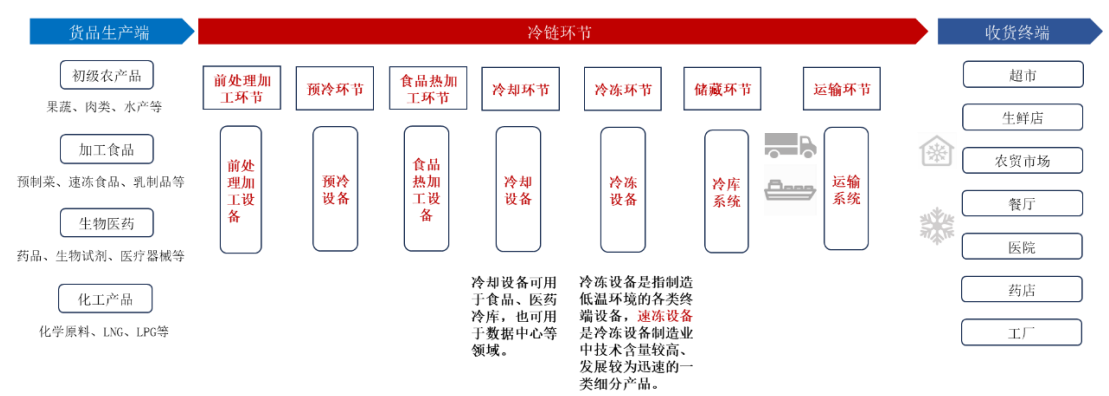 货品生产端
冷链环节
收货终端
初级农产品
果蔬、肉类、水产等
加工食品
预制菜、速冻食品、乳制品等
生物医药
药品、生物试剂、医疗器械等
化工产品
化学原料、LNG、LPG等
前处理加
工环节
预冷环节
食品热加
工环节
冷却环节
冷冻环节
储藏环节
运输环节
前处
理加
工设
备
预冷
设备
食品
热加
工设
备
冷却
设备
冷冻
设备
冷库
系统
运输
系统
冷却设备可用
于食品、医药
冷库，也可用
于数据中心等
领域。
冷冻设备是指制造
低温环境的各类终
端设备，速冻设备
是冷冻设备制造业
中技术含量较高、
发展较为迅速的一
类细分产品。
超市
生鲜店
农贸市场
餐厅
医院
药店
工厂